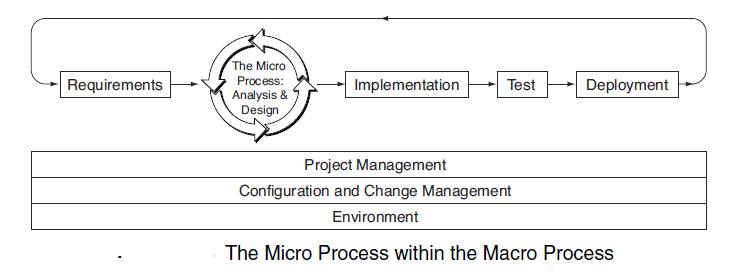 Requirements
The Micro
Process:
Analysis &
Design
Implementation
Test
Deployment
Project Management
Configuration and Change Management
Environment
The Micro Process within the Macro Process